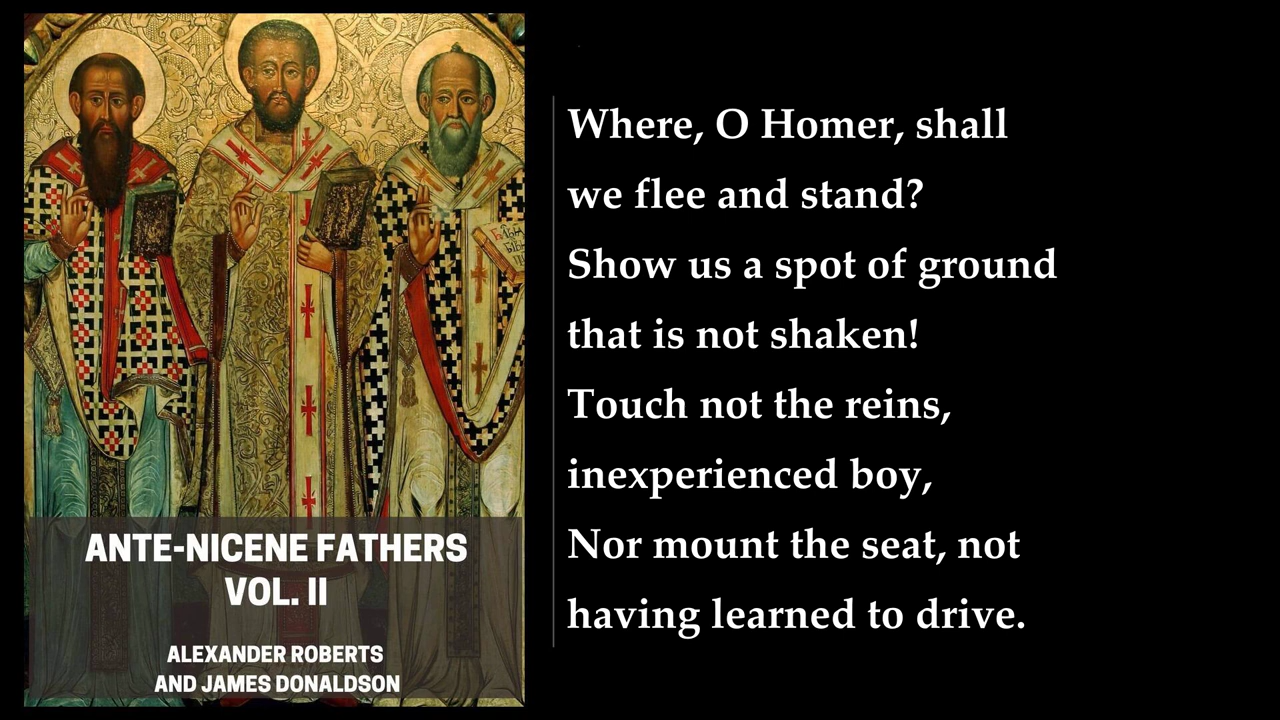 ANTE-NICENE FATHERS
VOL. II
ALEXANDER ROBERTS
AND JAMES DONALDSON
Where, O Homer, shall
we flee and stand?
Show us a spot of ground
that is not shaken!
Touch not the reins,
inexperienced boy,
Nor mount the seat, not
having learned to drive.